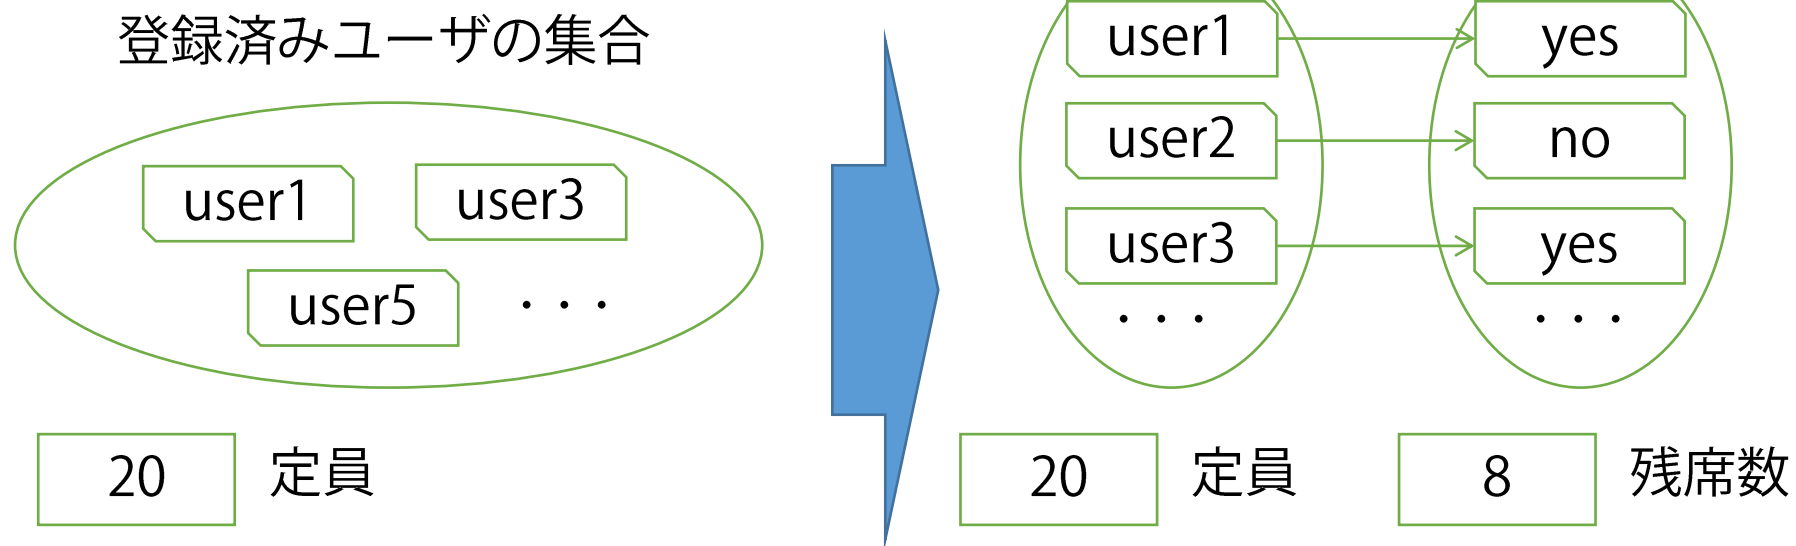 登録済みユーザの集合
user1
user3
user5
・・・
20
定員
user1
yes
user2
no
user3
yes
・・・
・・・
20
定員
8
残席数